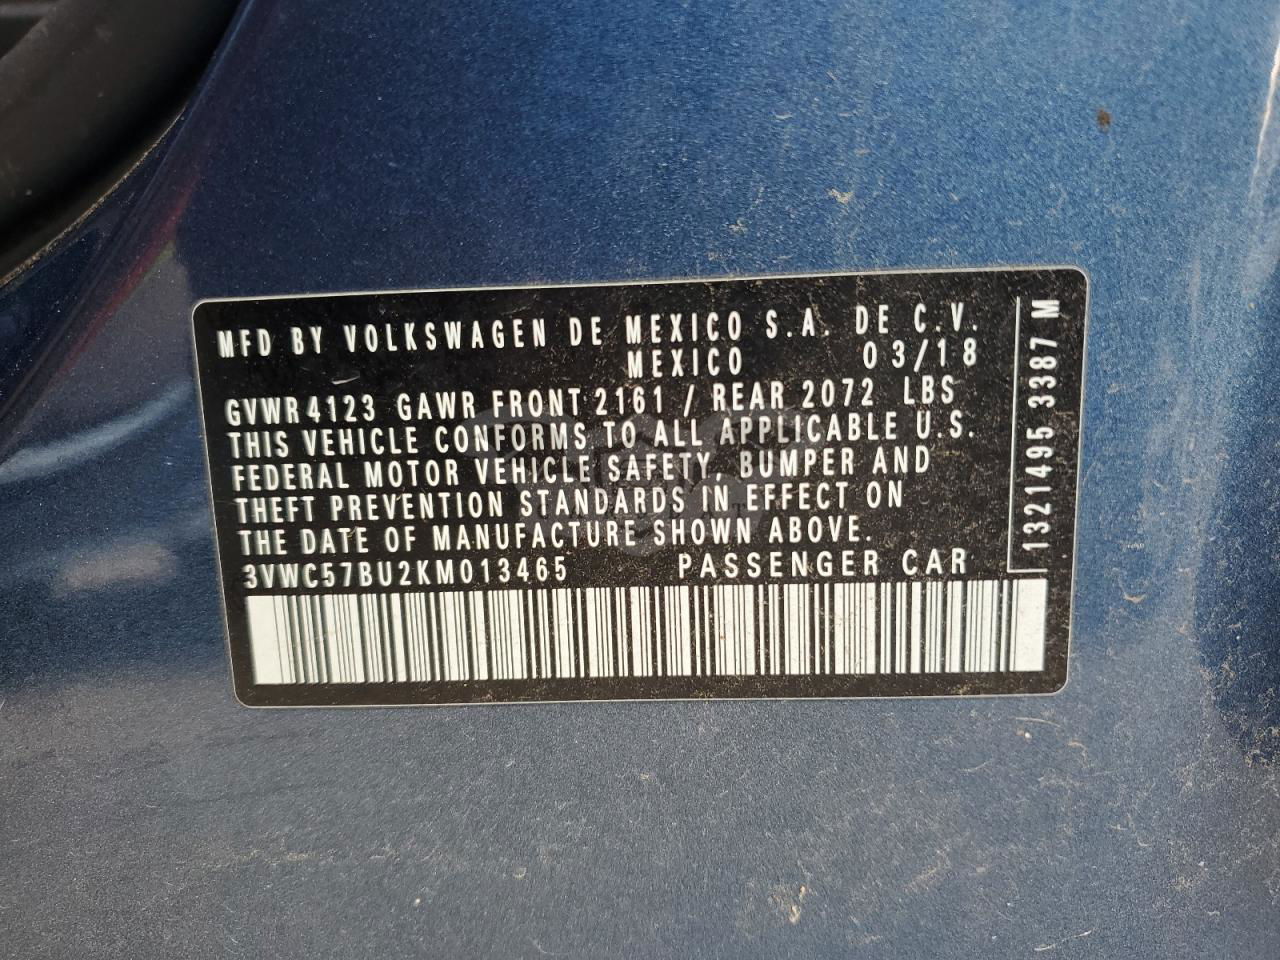 MFD BY VOLKSWAGEN DE MEXICO S.A. DE C.V.
MEXICO 03/18
GVWR 4123 GAWR FRONT 2161 / REAR 2072 LBS
THIS VEHICLE CONFORMS TO ALL APPLICABLE U.S.
FEDERAL MOTOR VEHICLE SAFETY, BUMPER AND
THEFT PREVENTION STANDARDS IN EFFECT ON
THE DATE OF MANUFACTURE SHOWN ABOVE.
3VWC57BU2KM013465 PASSENGER CAR
1321495 3387 M